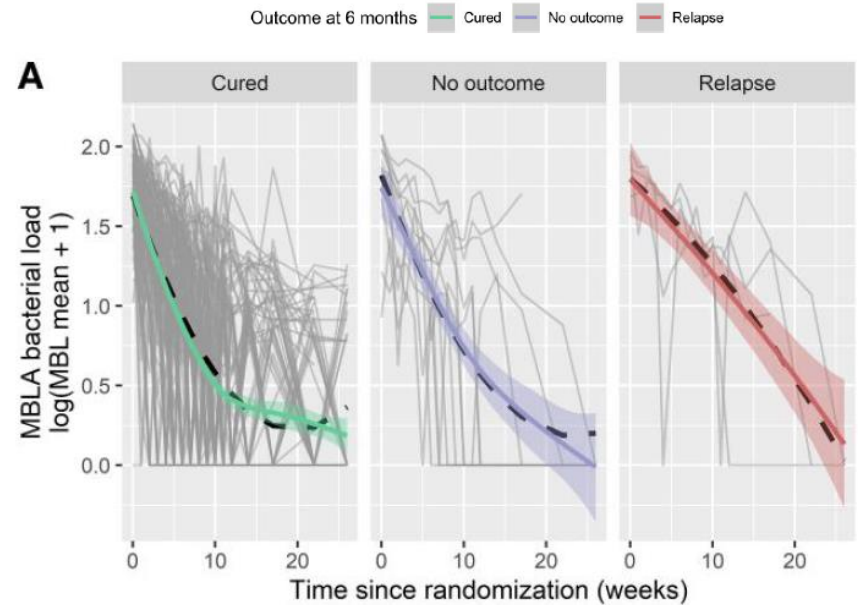 Outcome at 6 months Cured No outcome Relapse
A
Cured No outcome Relapse
MBLA bacterial load
log(MBL mean + 1)
2.0
1.5
1.0
0.5
0.0
0 10 20 0 10 20 0 10 20
Time since randomization (weeks)